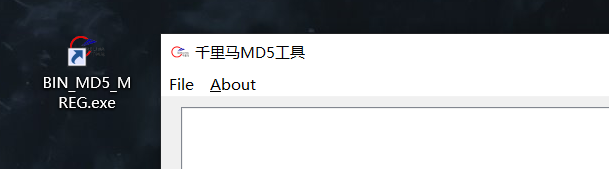 BIN_MD5_M
REG.exe
千里马MD5工具
File About